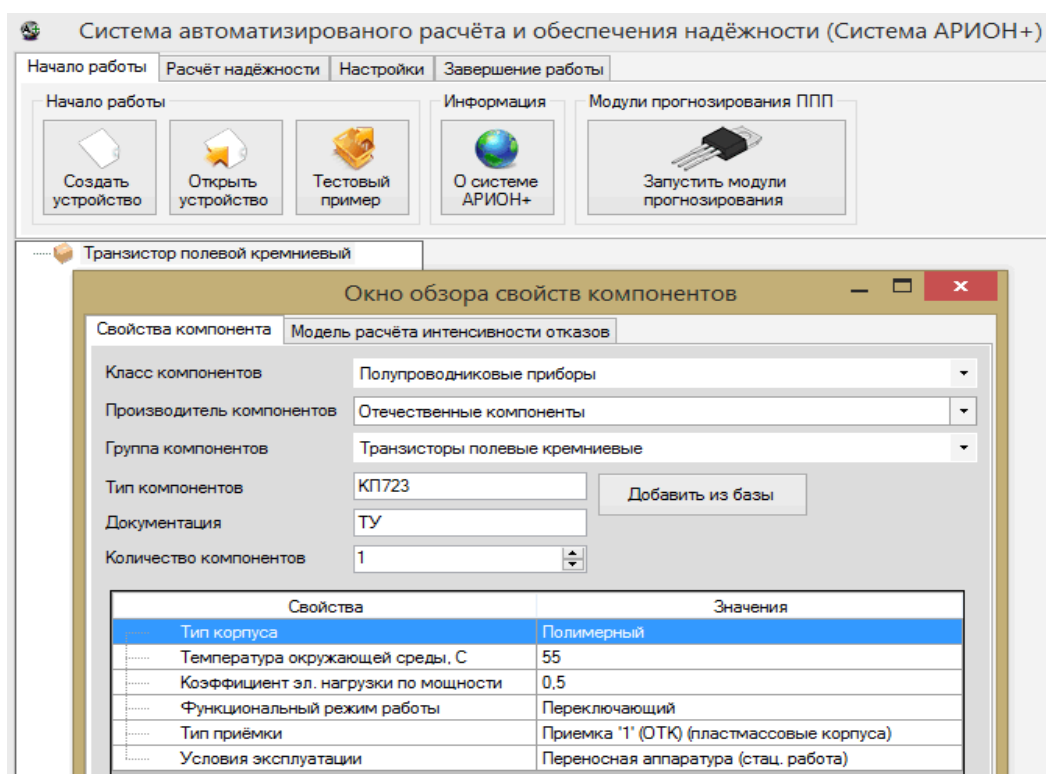 Система автоматизированого расчёта и обеспечения надёжности (Система АРИОН+)
Начало работы Расчёт надёжности Настройки Завершение работы
Начало работы Информация Модули прогнозирования ППП
Создать устройство Открыть устройство Тестовый пример О системе АРИОН+ Запустить модули прогнозирования
Транзистор полевой кремниевый
Окно обзора свойств компонентов
Свойства компонента Модель расчёта интенсивности отказов
Класс компонентов Полупроводниковые приборы
Производитель компонентов Отечественные компоненты
Группа компонентов Транзисторы полевые кремниевые
Тип компонентов КП723 Добавить из базы
Документация ТУ
Количество компонентов 1
Свойства Значения
Тип корпуса Полимерный
Температура окружающей среды, С 55
Коэффициент эл. нагрузки по мощности 0,5
Функциональный режим работы Переключающий
Тип приёмки Приемка "1" (ОТК) (пластмассовые корпуса)
Условия эксплуатации Переносная аппаратура (стац. работа)